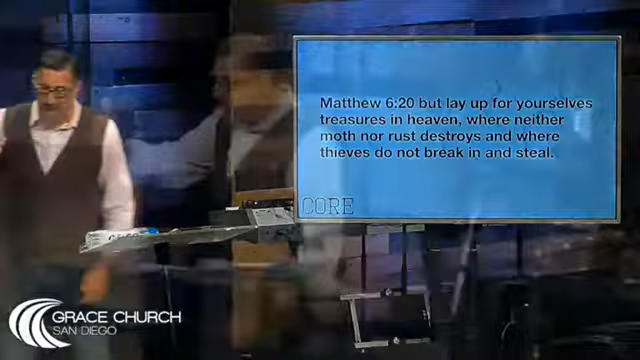 Matthew 6:20 but lay up for yourselves
treasures in heaven, where neither
moth nor rust destroys and where
thieves do not break in and steal.
CORE
GRACE CHURCH
SAN DIEGO